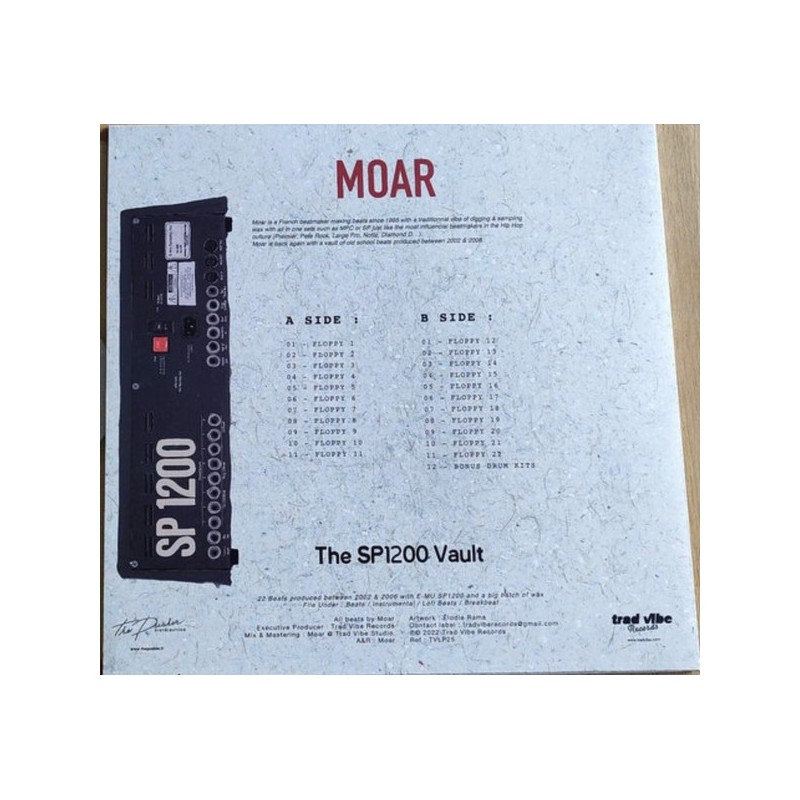 MOAR
Moar is a French beatmaker making beats since 1995 with a traditionnal vibe of digging & sampling
wax with all in one sets such as MPC or SP just like the most influencial beatmakers in the Hip Hop
culture (Premier, Pete Rock, Large Pro, Nottz, Diamond D...)
Moar is back again with a vault of old school beats produced between 2002 & 2006.
A SIDE :
01 - FLOPPY 1
02 - FLOPPY 2
03 - FLOPPY 3
04 - FLOPPY 4
05 - FLOPPY 5
06 - FLOPPY 6
07 - FLOPPY 7
08 - FLOPPY 8
09 - FLOPPY 9
10 - FLOPPY 10
11 - FLOPPY 11
B SIDE :
01 - FLOPPY 12
02 - FLOPPY 13
03 - FLOPPY 14
04 - FLOPPY 15
05 - FLOPPY 16
06 - FLOPPY 17
07 - FLOPPY 18
08 - FLOPPY 19
09 - FLOPPY 20
10 - FLOPPY 21
11 - FLOPPY 22
12 - BONUS DRUM KITS
SP 1200
The SP1200 Vault
22 Beats produced between 2002 & 2006 with E-MU SP1200 and a big batch of wax
File Under : Beats / Instrumental / Lofi Beats / Breakbeat
All beats by Moar
Executive Producer : Trad Vibe Records
Mix & Mastering : Moar @ Trad Vibe Studio
A&R : Moar
Artwork : Elodie Rama
Contact label : tradviberecords@gmail.com
℗© 2022 Trad Vibe Records
Ref : TVLP25
DISTRIBUTION
trad vibe
Records